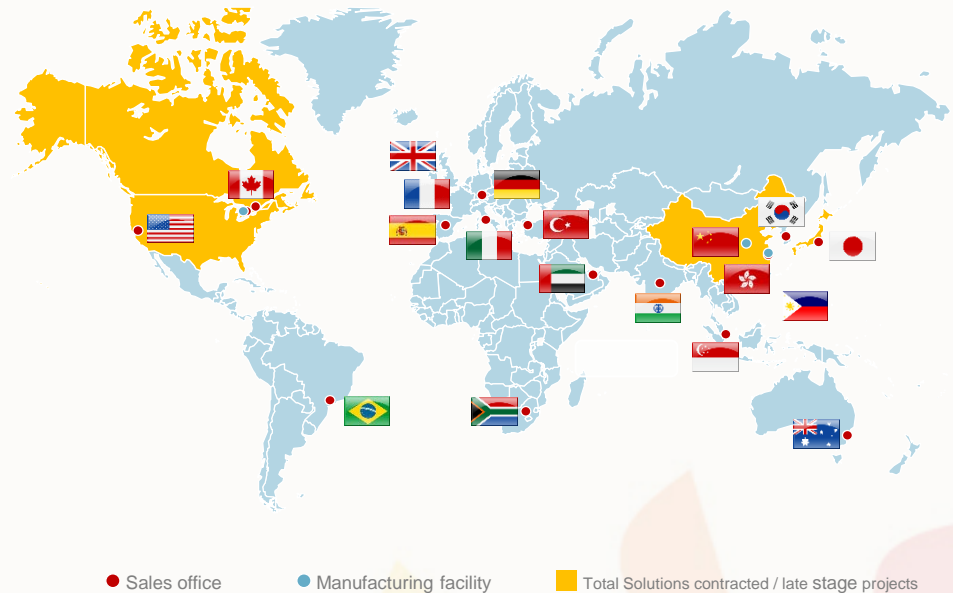 Sales office
Manufacturing facility
Total Solutions contracted / late stage projects